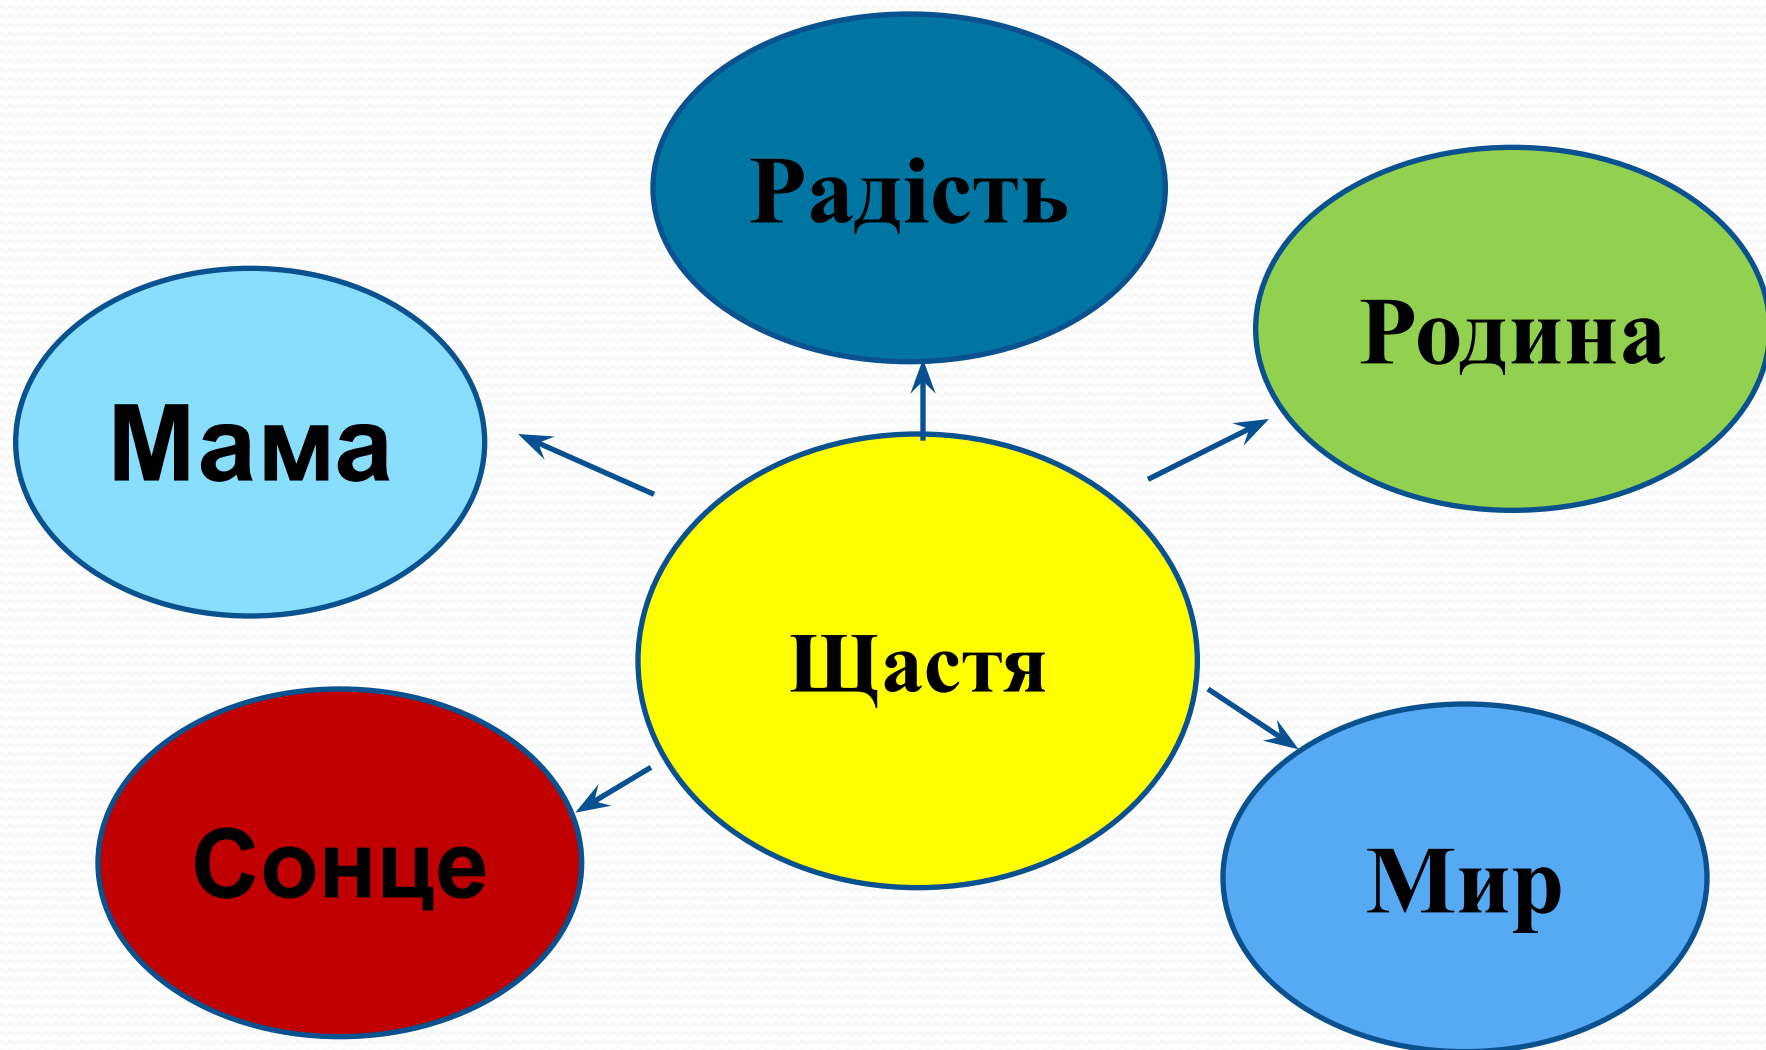 Радість
Родина
Мама
Щастя
Сонце
Мир